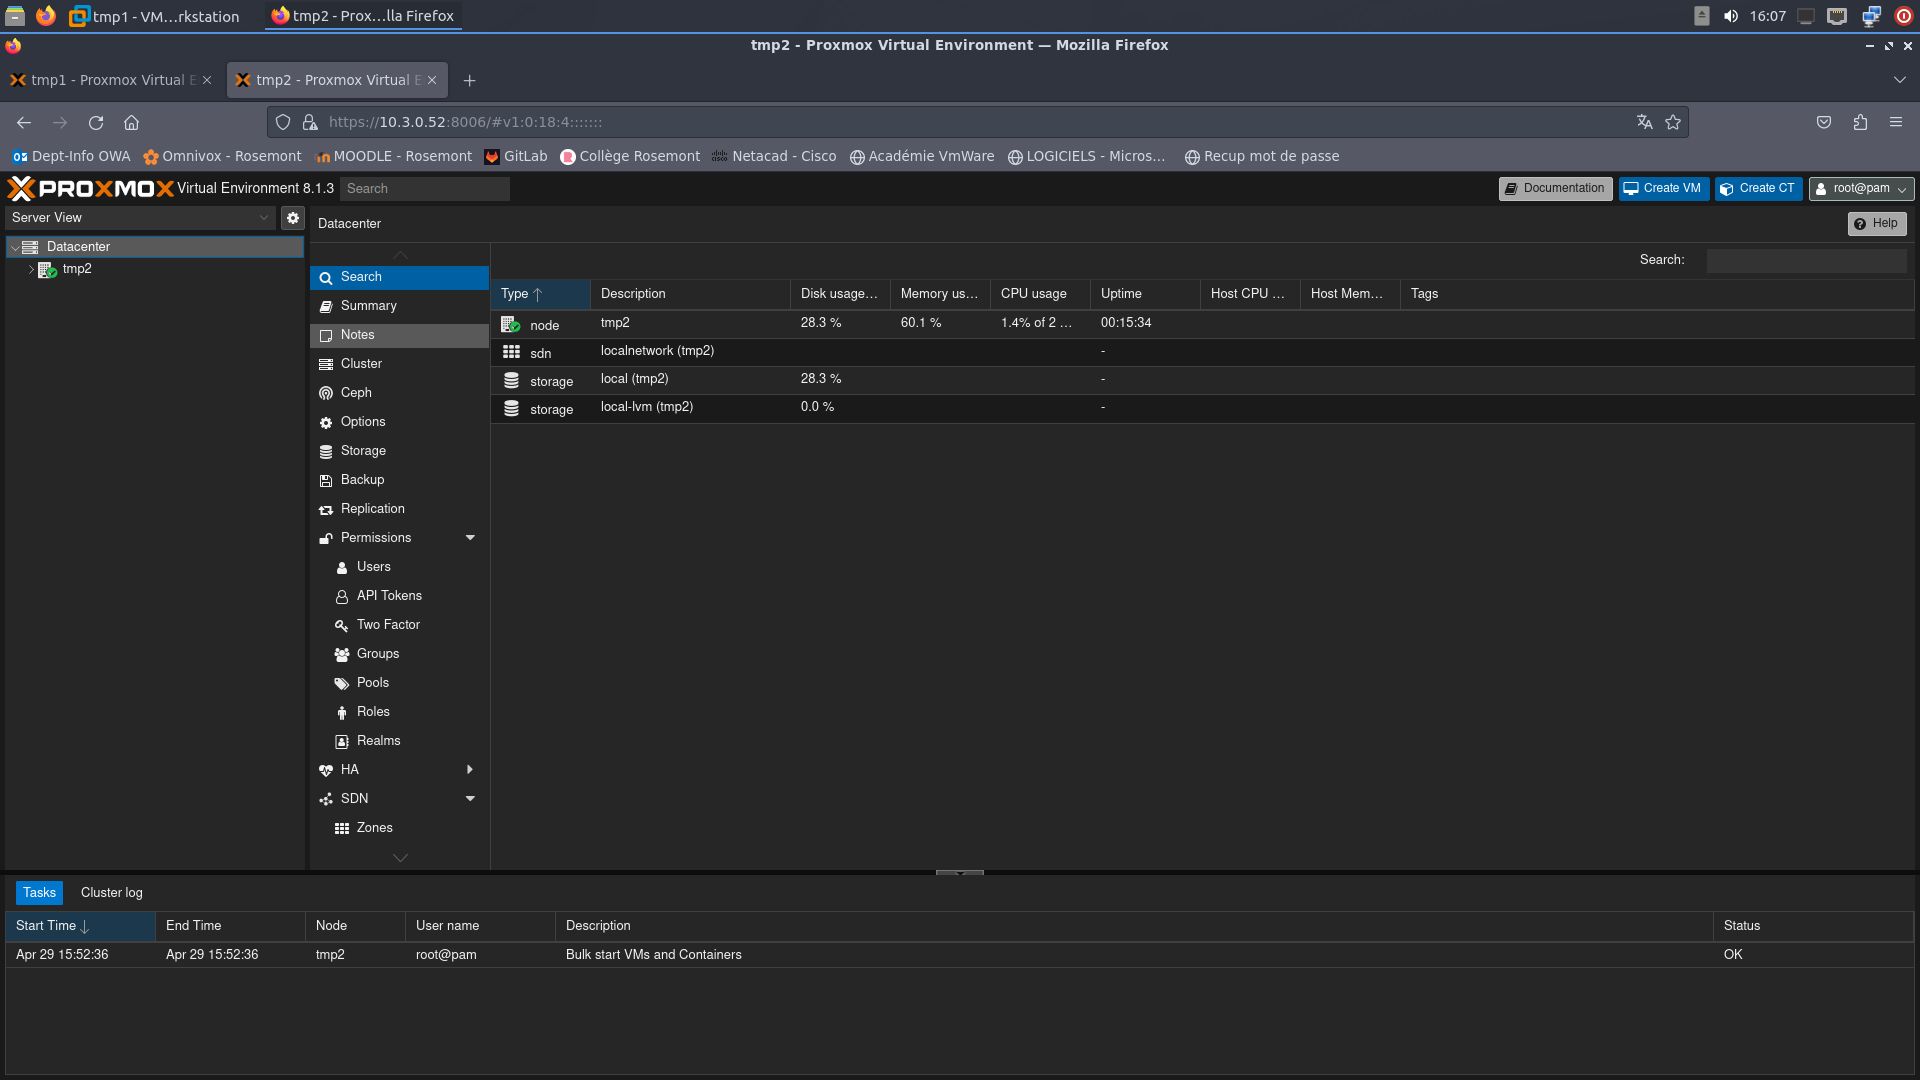 tmp1 - VM...rkstation
tmp2 - Prox...lla Firefox
16:07
tmp2 - Proxmox Virtual Environment — Mozilla Firefox
tmp1 - Proxmox Virtual E
tmp2 - Proxmox Virtual E
https://10.3.0.52:8006/#v1:0:18:4:::::::
Dept-Info OWA
Omnivox - Rosemont
MOODLE - Rosemont
GitLab
Collège Rosemont
Netacad - Cisco
Académie VmWare
LOGICIELS - Micros...
Recup mot de passe
PROXMOX Virtual Environment 8.1.3
Search
Documentation
Create VM
Create CT
root@pam
Server View
Datacenter
Help
Datacenter
tmp2
Search
Summary
Notes
Cluster
Ceph
Options
Storage
Backup
Replication
Permissions
Users
API Tokens
Two Factor
Groups
Pools
Roles
Realms
HA
SDN
Zones
Search:
Type Description Disk usage... Memory us... CPU usage Uptime Host CPU ... Host Mem... Tags
node tmp2 28.3 % 60.1 % 1.4% of 2 ... 00:15:34
sdn localnetwork (tmp2) -
storage local (tmp2) 28.3 % -
storage local-lvm (tmp2) 0.0 % -
Tasks
Cluster log
Start Time End Time Node User name Description Status
Apr 29 15:52:36 Apr 29 15:52:36 tmp2 root@pam Bulk start VMs and Containers OK